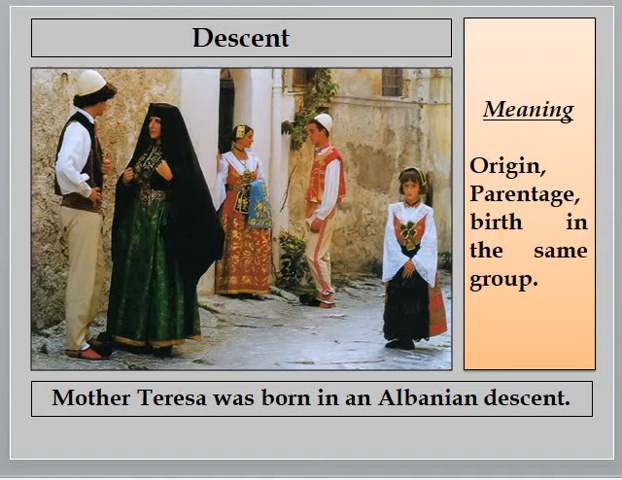 Descent
Meaning
Origin,
Parentage,
birth in
the same
group.
Mother Teresa was born in an Albanian descent.